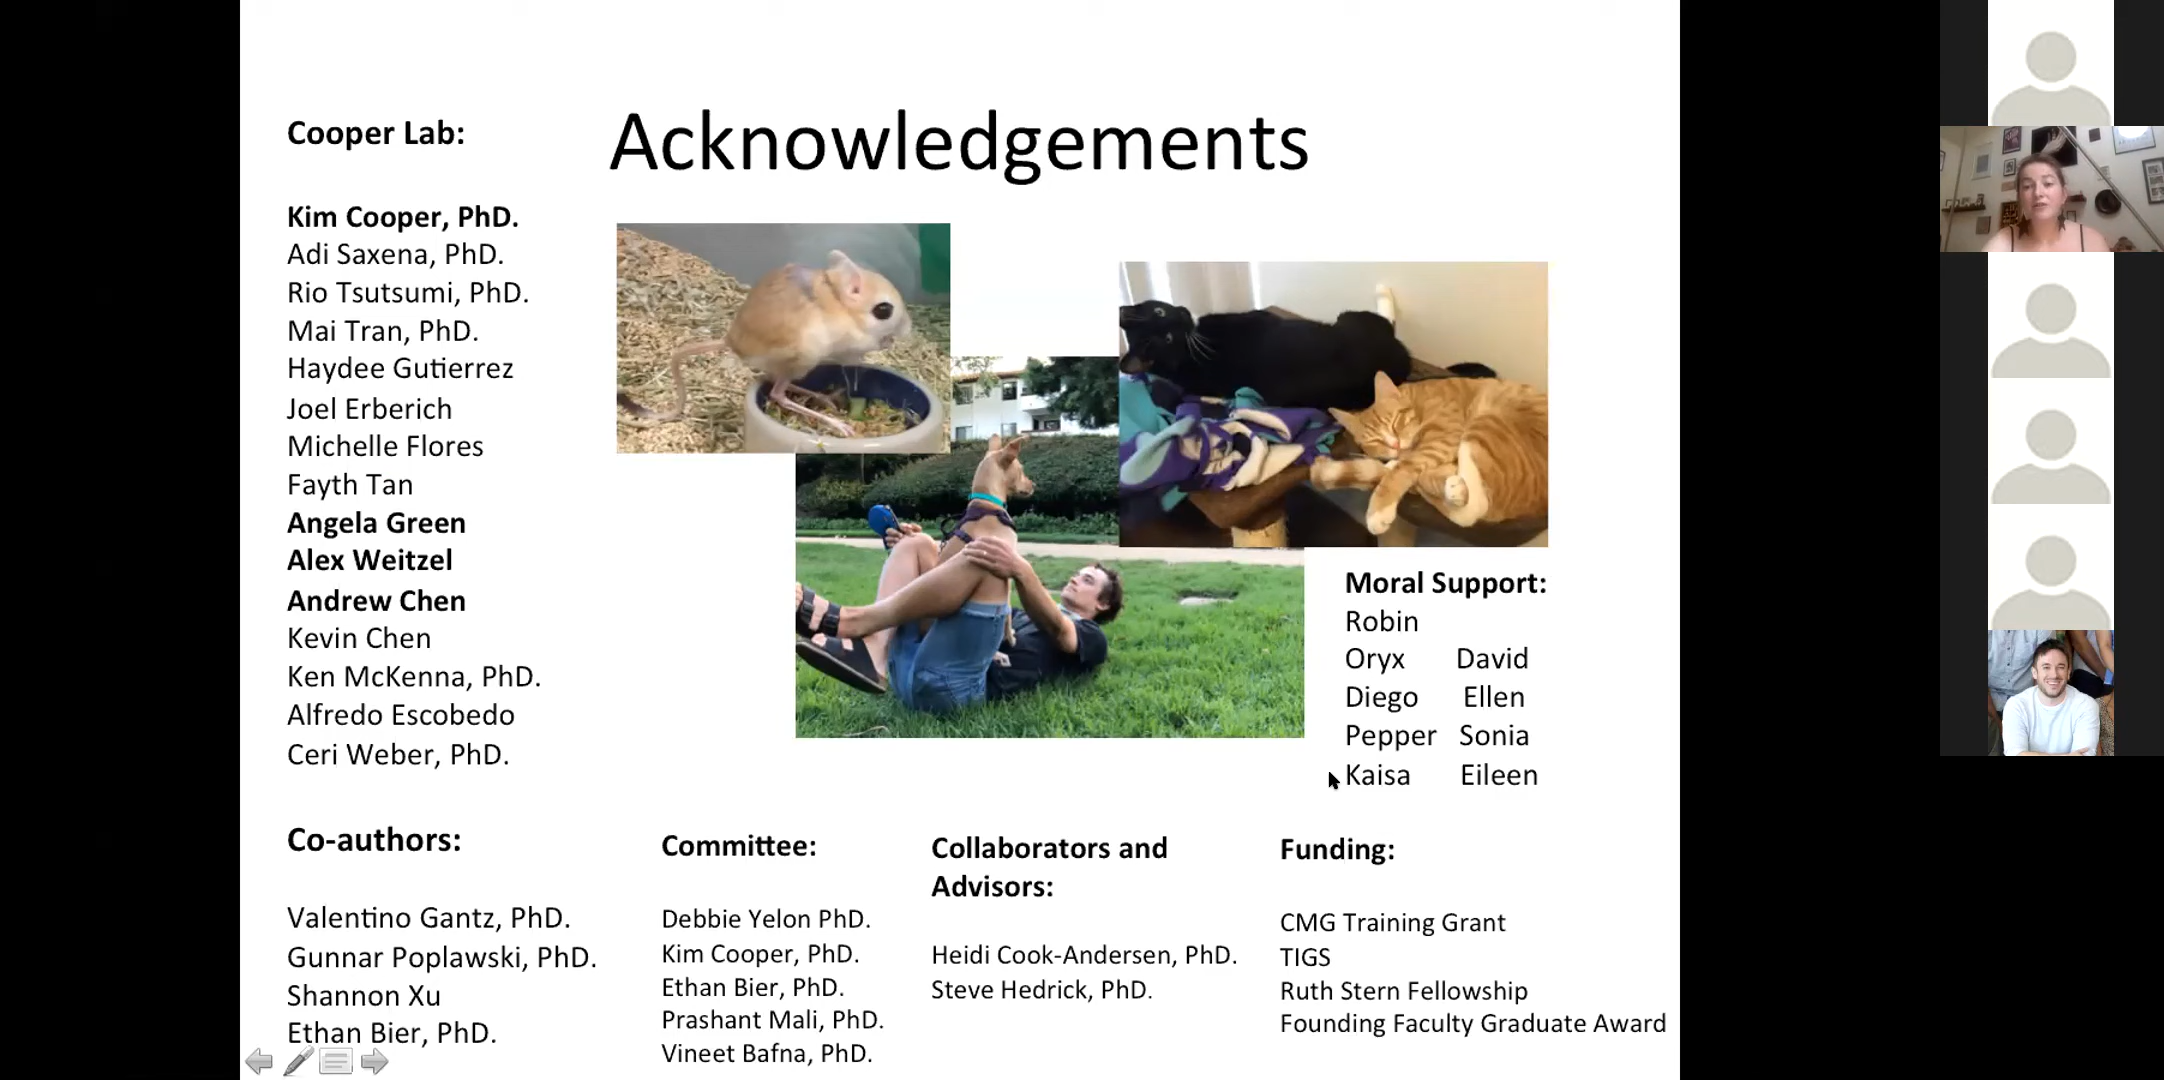 Acknowledgements
Cooper Lab:
Kim Cooper, PhD.
Adi Saxena, PhD.
Rio Tsutsumi, PhD.
Mai Tran, PhD.
Haydee Gutierrez
Joel Erberich
Michelle Flores
Fayth Tan
Angela Green
Alex Weitzel
Andrew Chen
Kevin Chen
Ken McKenna, PhD.
Alfredo Escobedo
Ceri Weber, PhD.
Moral Support:
Robin
Oryx David
Diego Ellen
Pepper Sonia
Kaisa Eileen
Co-authors:
Valentino Gantz, PhD.
Gunnar Poplawski, PhD.
Shannon Xu
Ethan Bier, PhD.
Committee:
Debbie Yelon PhD.
Kim Cooper, PhD.
Ethan Bier, PhD.
Prashant Mali, PhD.
Vineet Bafna, PhD.
Collaborators and
Advisors:
Heidi Cook-Andersen, PhD.
Steve Hedrick, PhD.
Funding:
CMG Training Grant
TIGS
Ruth Stern Fellowship
Founding Faculty Graduate Award